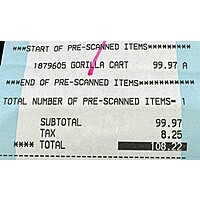 ***START OF PRE-SCANNED ITEMS*******
1879605 GORILLA CART 99.97 A
***END OF PRE-SCANNED ITEMS*******
TOTAL NUMBER OF PRE-SCANNED ITEMS= 1
SUBTOTAL 99.97
TAX 8.25
**** TOTAL 108.22